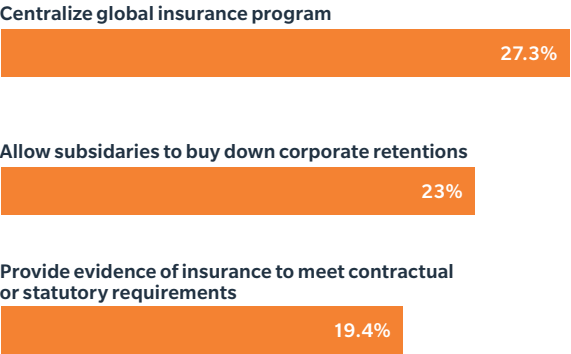 Centralize global insurance program
27.3%
Allow subsidaries to buy down corporate retentions
23%
Provide evidence of insurance to meet contractual
or statutory requirements
19.4%